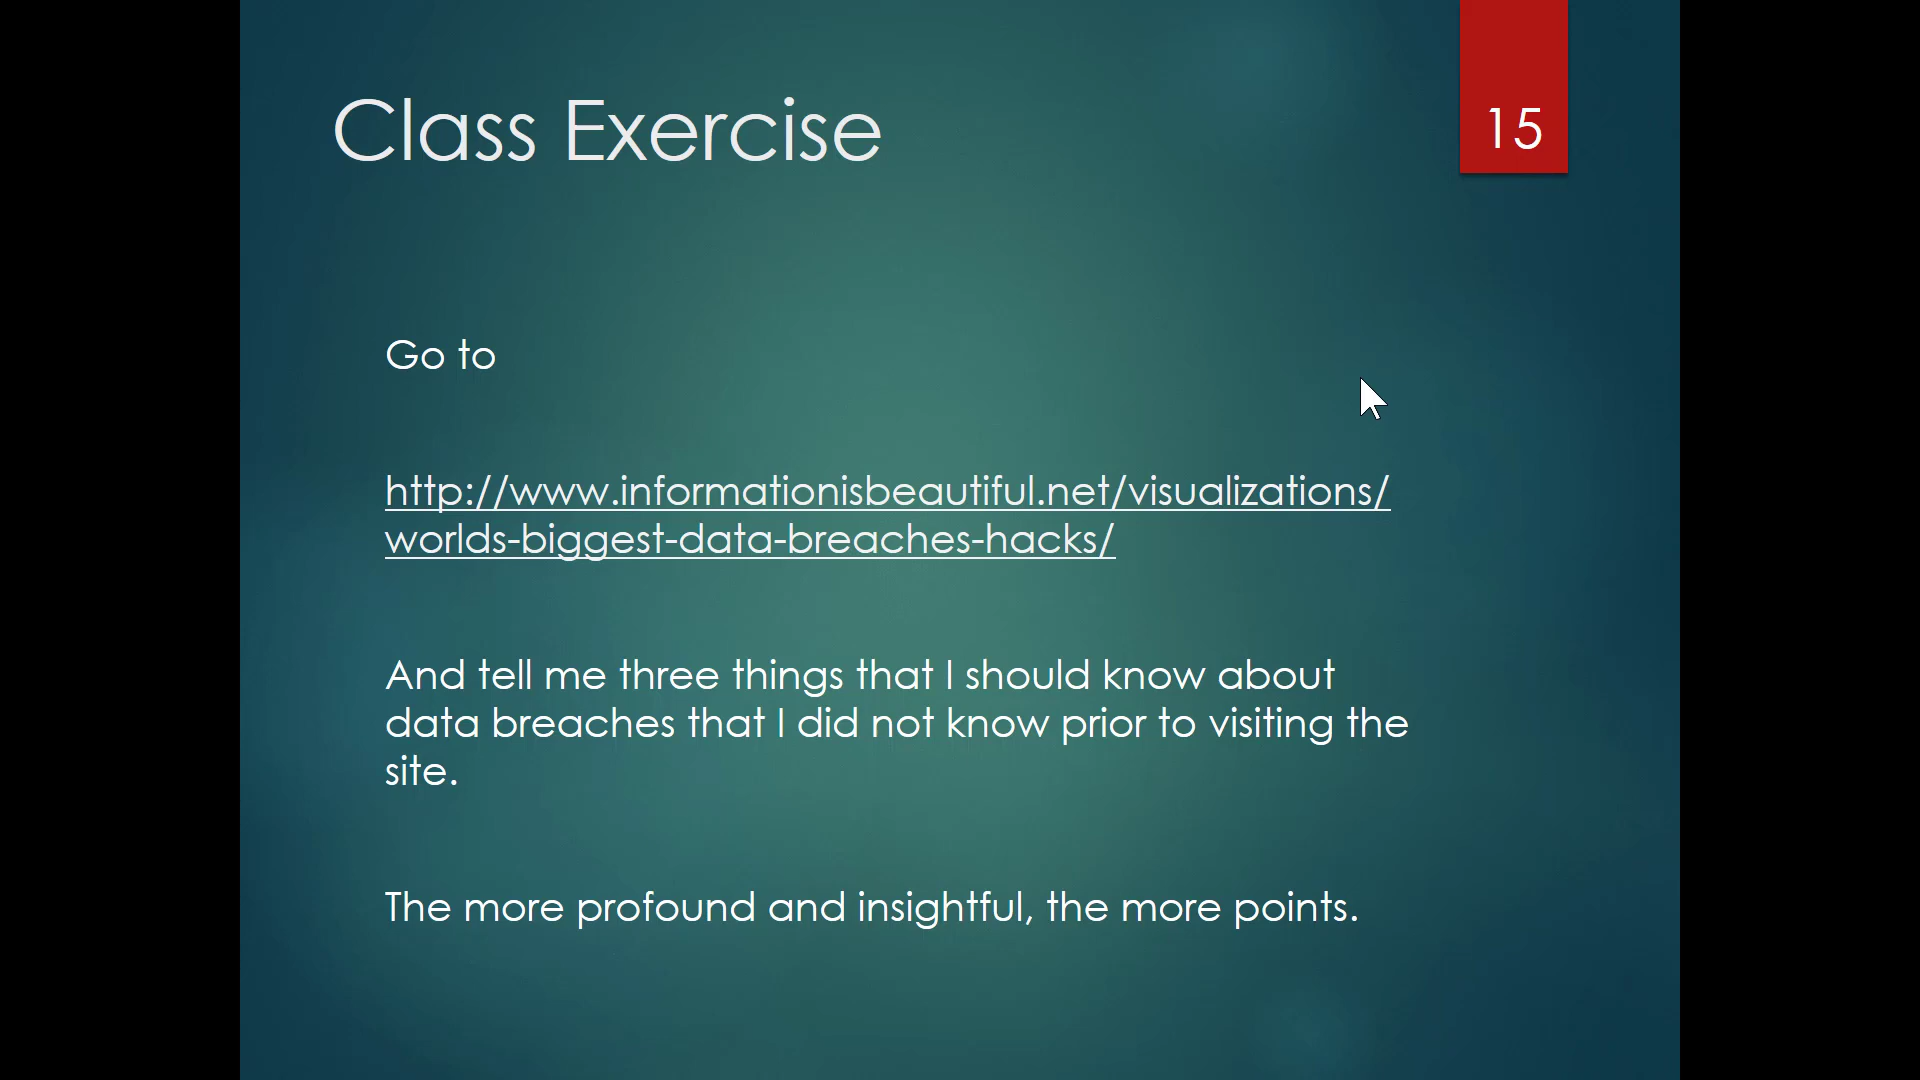 Class Exercise
15
Go to
http://www.informationisbeautiful.net/visualizations/
worlds-biggest-data-breaches-hacks/
And tell me three things that I should know about
data breaches that I did not know prior to visiting the
site.
The more profound and insightful, the more points.